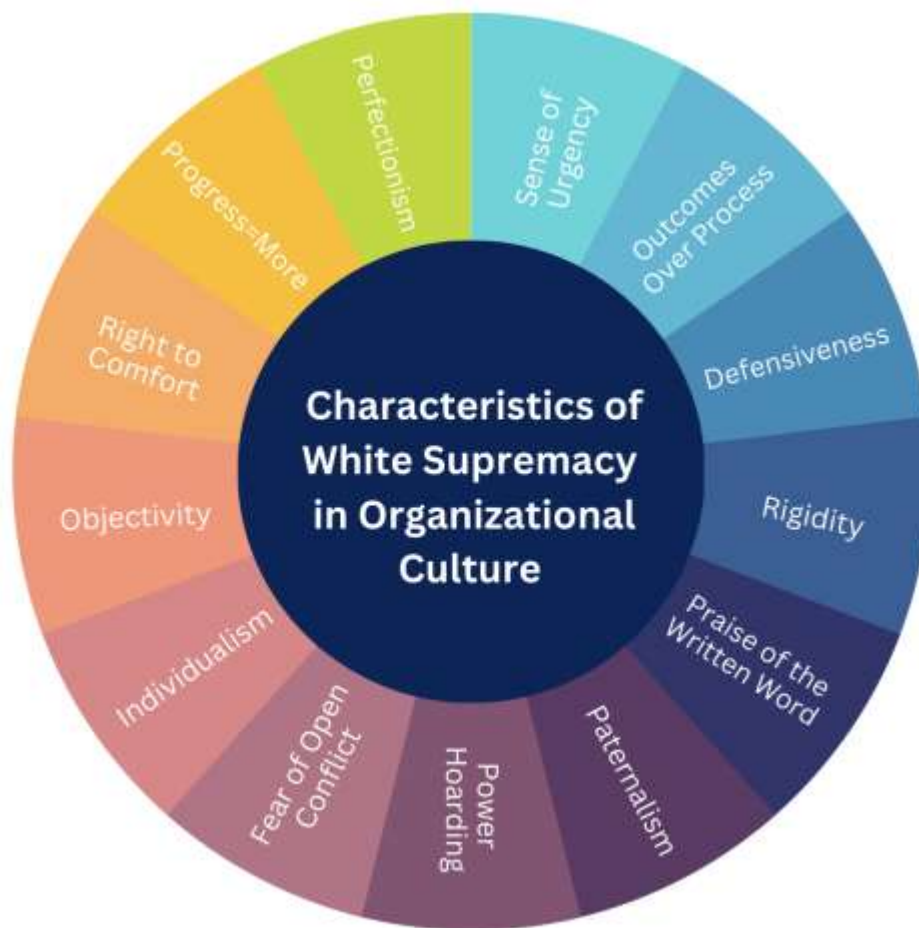 Characteristics of
White Supremacy
in Organizational
Culture
Sense of
Urgency
Outcomes
Over Process
Defensiveness
Rigidity
Praise of the
Written Word
Paternalism
Power
Hoarding
Fear of Open
Conflict
Individualism
Objectivity
Right to
Comfort
Progress=More
Perfectionism